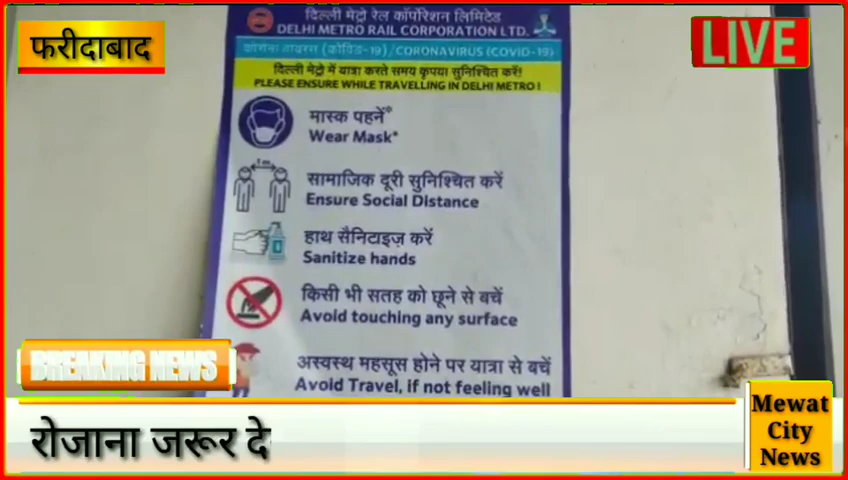 फरीदाबाद
LIVE
दिल्ली मेट्रो रेल कॉर्पोरेशन लिमिटेड
DELHI METRO RAIL CORPORATION LTD.
कोरोना वायरस (कोविड-19)/CORONAVIRUS (COVID-19)
दिल्ली मेट्रो में यात्रा करते समय कृपया सुनिश्चित करें!
PLEASE ENSURE WHILE TRAVELLING IN DELHI METRO !
मास्क पहनें*
Wear Mask*
1 m
सामाजिक दूरी सुनिश्चित करें
Ensure Social Distance
हाथ सैनिटाइज़ करें
Sanitize hands
किसी भी सतह को छूने से बचें
Avoid touching any surface
अस्वस्थ महसूस होने पर यात्रा से बचें
Avoid Travel, if not feeling well
BREAKING NEWS
रोजाना जरूर दे
Mewat
City
News